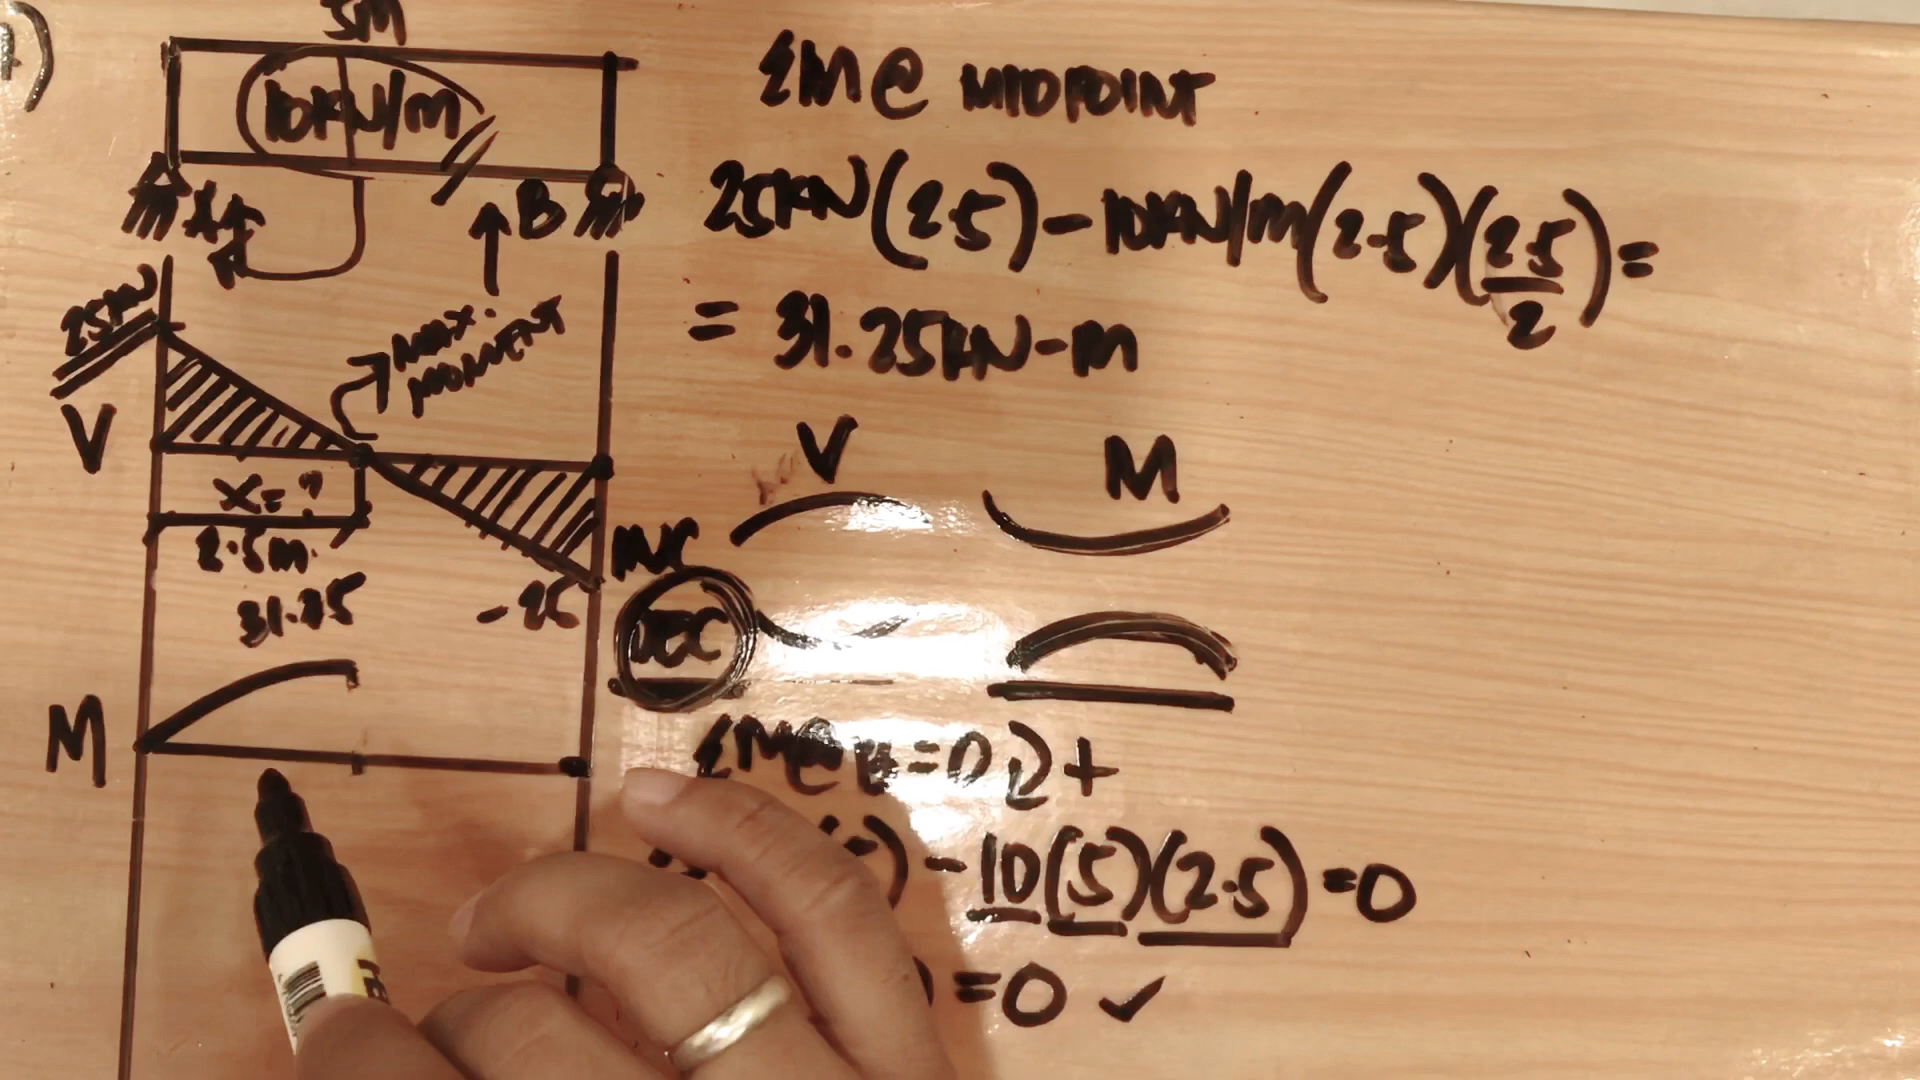 5M
10KN/M
A
B
25KN
MAX.
MOMENT
V
X=?
2.5m.
31.25
-25
M
ΣM@ MIDPOINT
25KN(2.5)-10KN/M(2.5)(2.5/2)=
= 31.25KN-M
V M
INC
DEC
=0 +
-10(5)(2.5)=0
=0 ✓